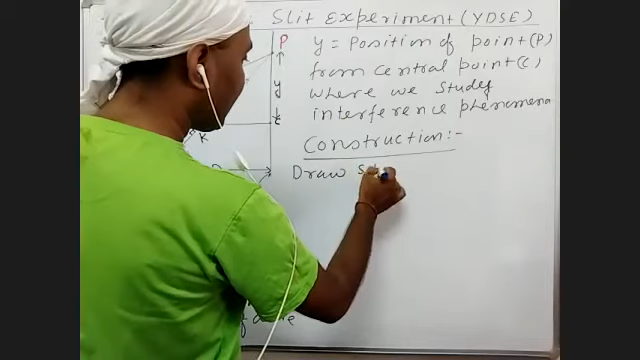 Slit Experiment (YDSE)
P
y = Position of point (P)
from central point (C)
y
where we study
interference phenomena
K
Construction:-
Draw